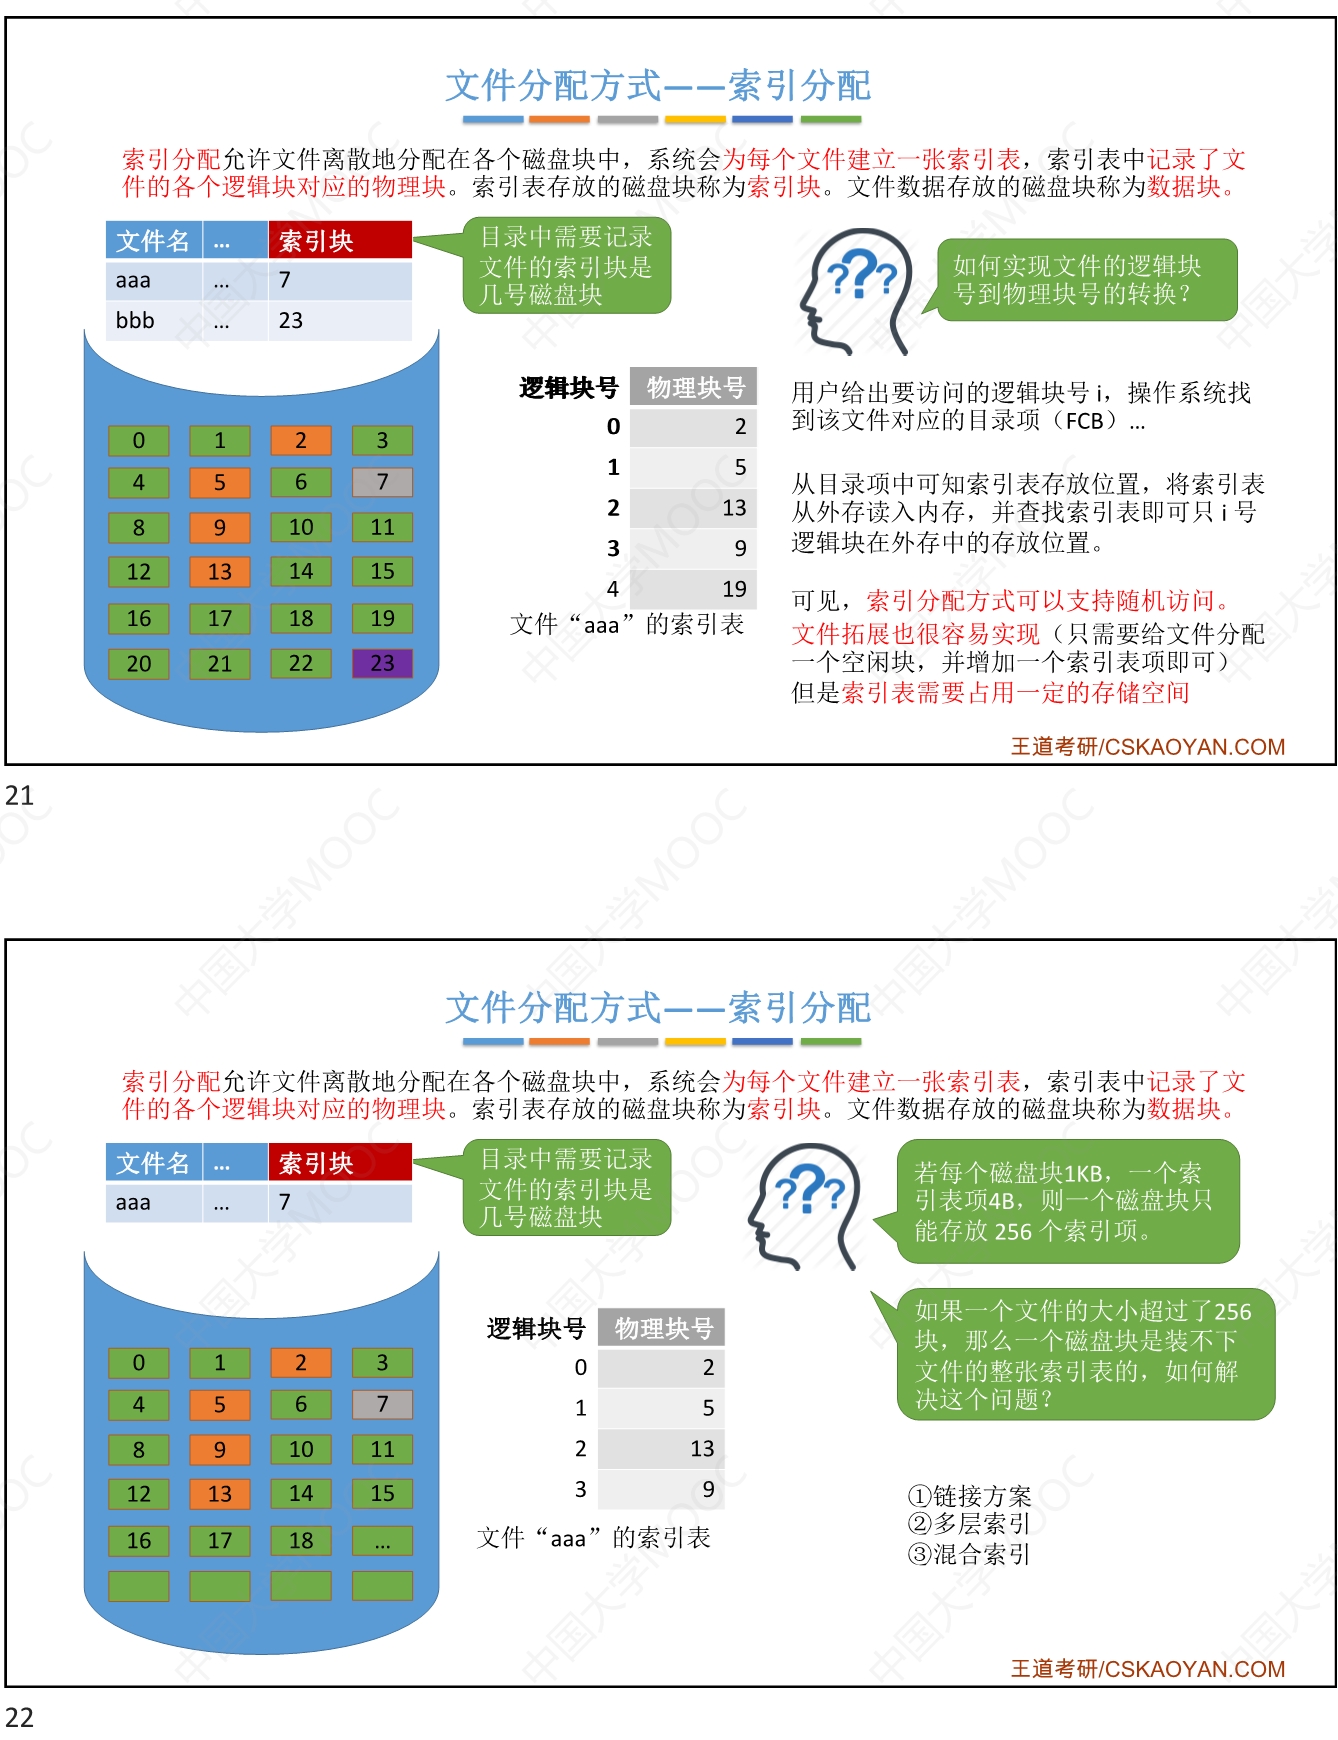 文件分配方式——索引分配
索引分配允许文件离散地分配在各个磁盘块中，系统会为每个文件建立一张索引表，索引表中记录了文
件的各个逻辑块对应的物理块。索引表存放的磁盘块称为索引块。文件数据存放的磁盘块称为数据块。
文件名 ... 索引块
aaa ... 7
bbb ... 23
目录中需要记录
文件的索引块是
几号磁盘块
如何实现文件的逻辑块
号到物理块号的转换？
0 1 2 3
4 5 6 7
8 9 10 11
12 13 14 15
16 17 18 19
20 21 22 23
逻辑块号 物理块号
0 2
1 5
2 13
3 9
4 19
文件“aaa”的索引表
用户给出要访问的逻辑块号 i，操作系统找
到该文件对应的目录项（FCB）...
从目录项中可知索引表存放位置，将索引表
从外存读入内存，并查找索引表即可只 i 号
逻辑块在外存中的存放位置。
可见，索引分配方式可以支持随机访问。
文件拓展也很容易实现（只需要给文件分配
一个空闲块，并增加一个索引表项即可）
但是索引表需要占用一定的存储空间
王道考研/CSKAOYAN.COM
21
文件分配方式——索引分配
索引分配允许文件离散地分配在各个磁盘块中，系统会为每个文件建立一张索引表，索引表中记录了文
件的各个逻辑块对应的物理块。索引表存放的磁盘块称为索引块。文件数据存放的磁盘块称为数据块。
文件名 ... 索引块
aaa ... 7
目录中需要记录
文件的索引块是
几号磁盘块
若每个磁盘块1KB，一个索
引表项4B，则一个磁盘块只
能存放 256 个索引项。
如果一个文件的大小超过了256
块，那么一个磁盘块是装不下
文件的整张索引表的，如何解
决这个问题？
0 1 2 3
4 5 6 7
8 9 10 11
12 13 14 15
16 17 18 ...
逻辑块号 物理块号
0 2
1 5
2 13
3 9
文件“aaa”的索引表
①链接方案
②多层索引
③混合索引
王道考研/CSKAOYAN.COM
22
中国大学MOOC